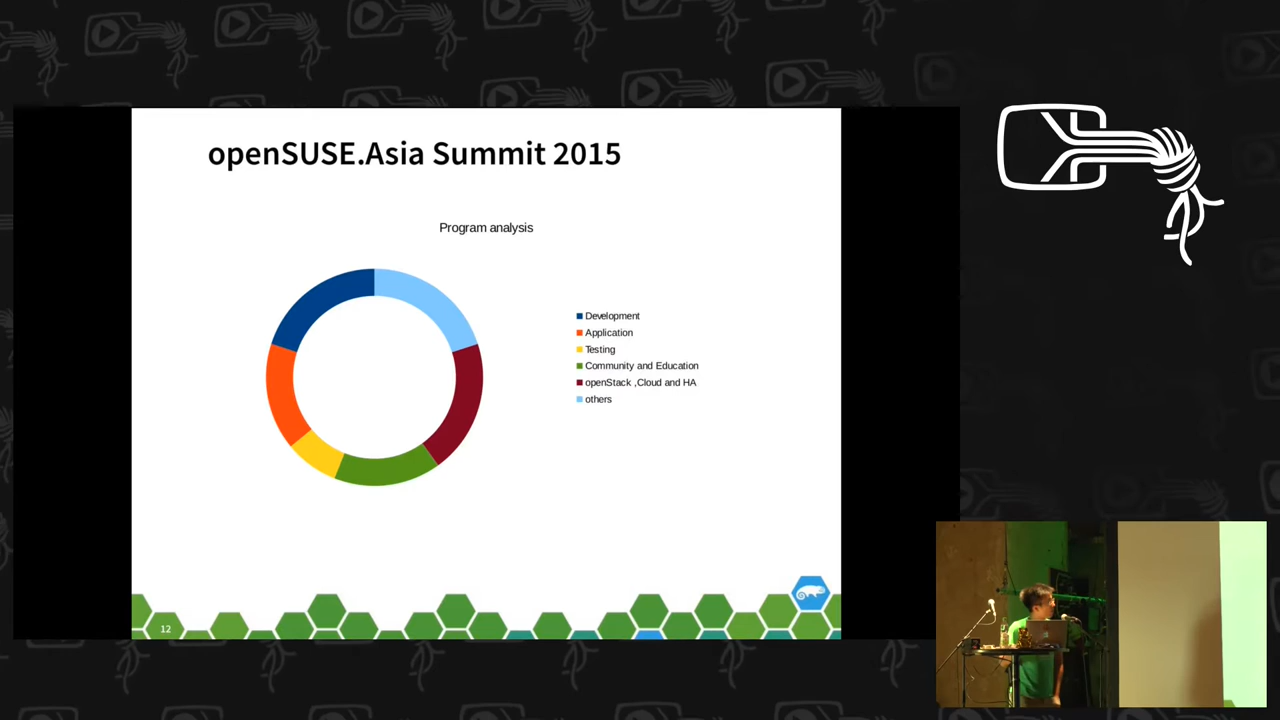 openSUSE.Asia Summit 2015
Program analysis
Development
Application
Testing
Community and Education
openStack ,Cloud and HA
others
12